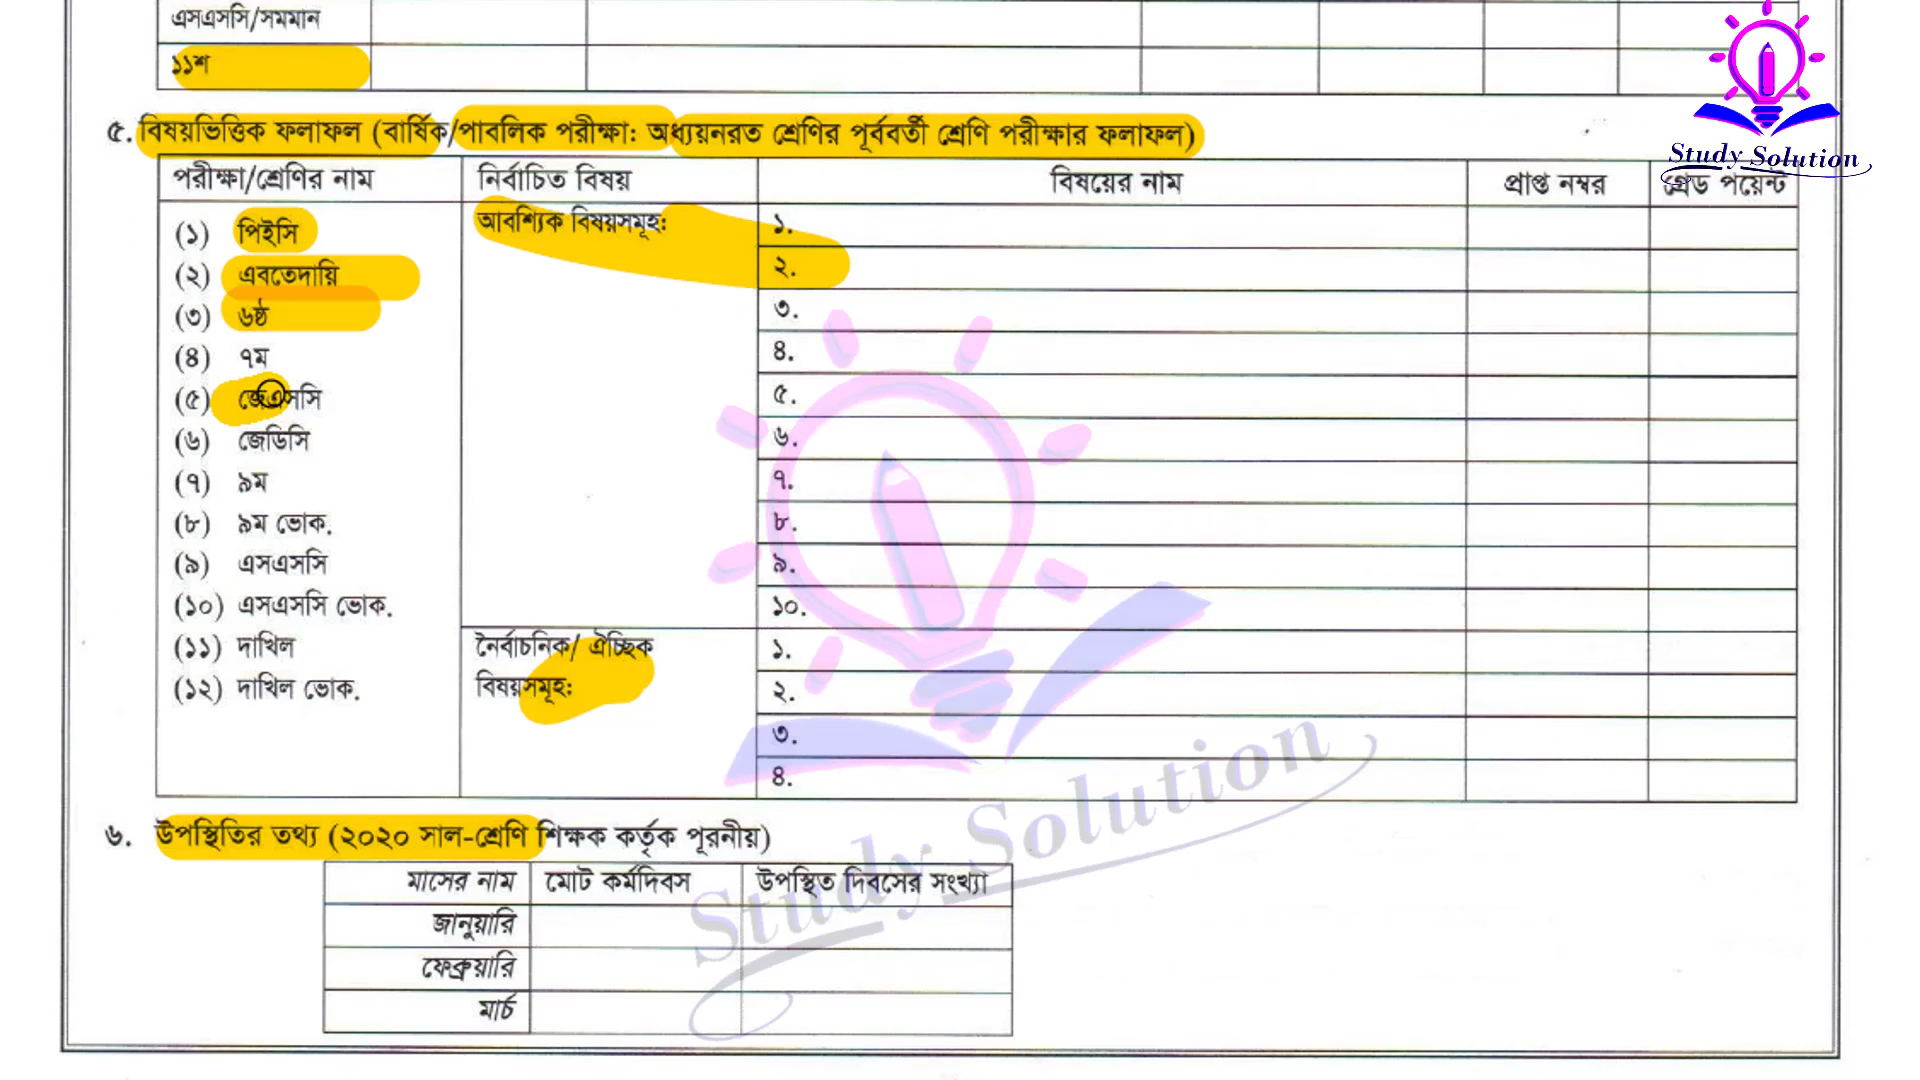 এসএসসি/সমমান
১১শ
৫. বিষয়ভিত্তিক ফলাফল (বার্ষিক/পাবলিক পরীক্ষা: অধ্যয়নরত শ্রেণির পূর্ববর্তী শ্রেণি পরীক্ষার ফলাফল)
Study Solution
পরীক্ষা/শ্রেণির নাম নির্বাচিত বিষয় বিষয়ের নাম প্রাপ্ত নম্বর গ্রেড পয়েন্ট
(১) পিইসি আবশ্যিক বিষয়সমূহ: ১.
(২) এবতেদায়ি ২.
(৩) ৬ষ্ঠ ৩.
(৪) ৭ম ৪.
(৫) জেএসসি ৫.
(৬) জেডিসি ৬.
(৭) ৯ম ৭.
(৮) ৯ম ভোক. ৮.
(৯) এসএসসি ৯.
(১০) এসএসসি ভোক. ১০.
(১১) দাখিল নৈর্বাচনিক/ ঐচ্ছিক ১.
(১২) দাখিল ভোক. বিষয়সমূহ: ২.
৩.
৪.
Study Solution
৬. উপস্থিতির তথ্য (২০২০ সাল-শ্রেণি শিক্ষক কর্তৃক পূরনীয়)
মাসের নাম মোট কর্মদিবস উপস্থিত দিবসের সংখ্যা
জানুয়ারি
ফেব্রুয়ারি
মার্চ